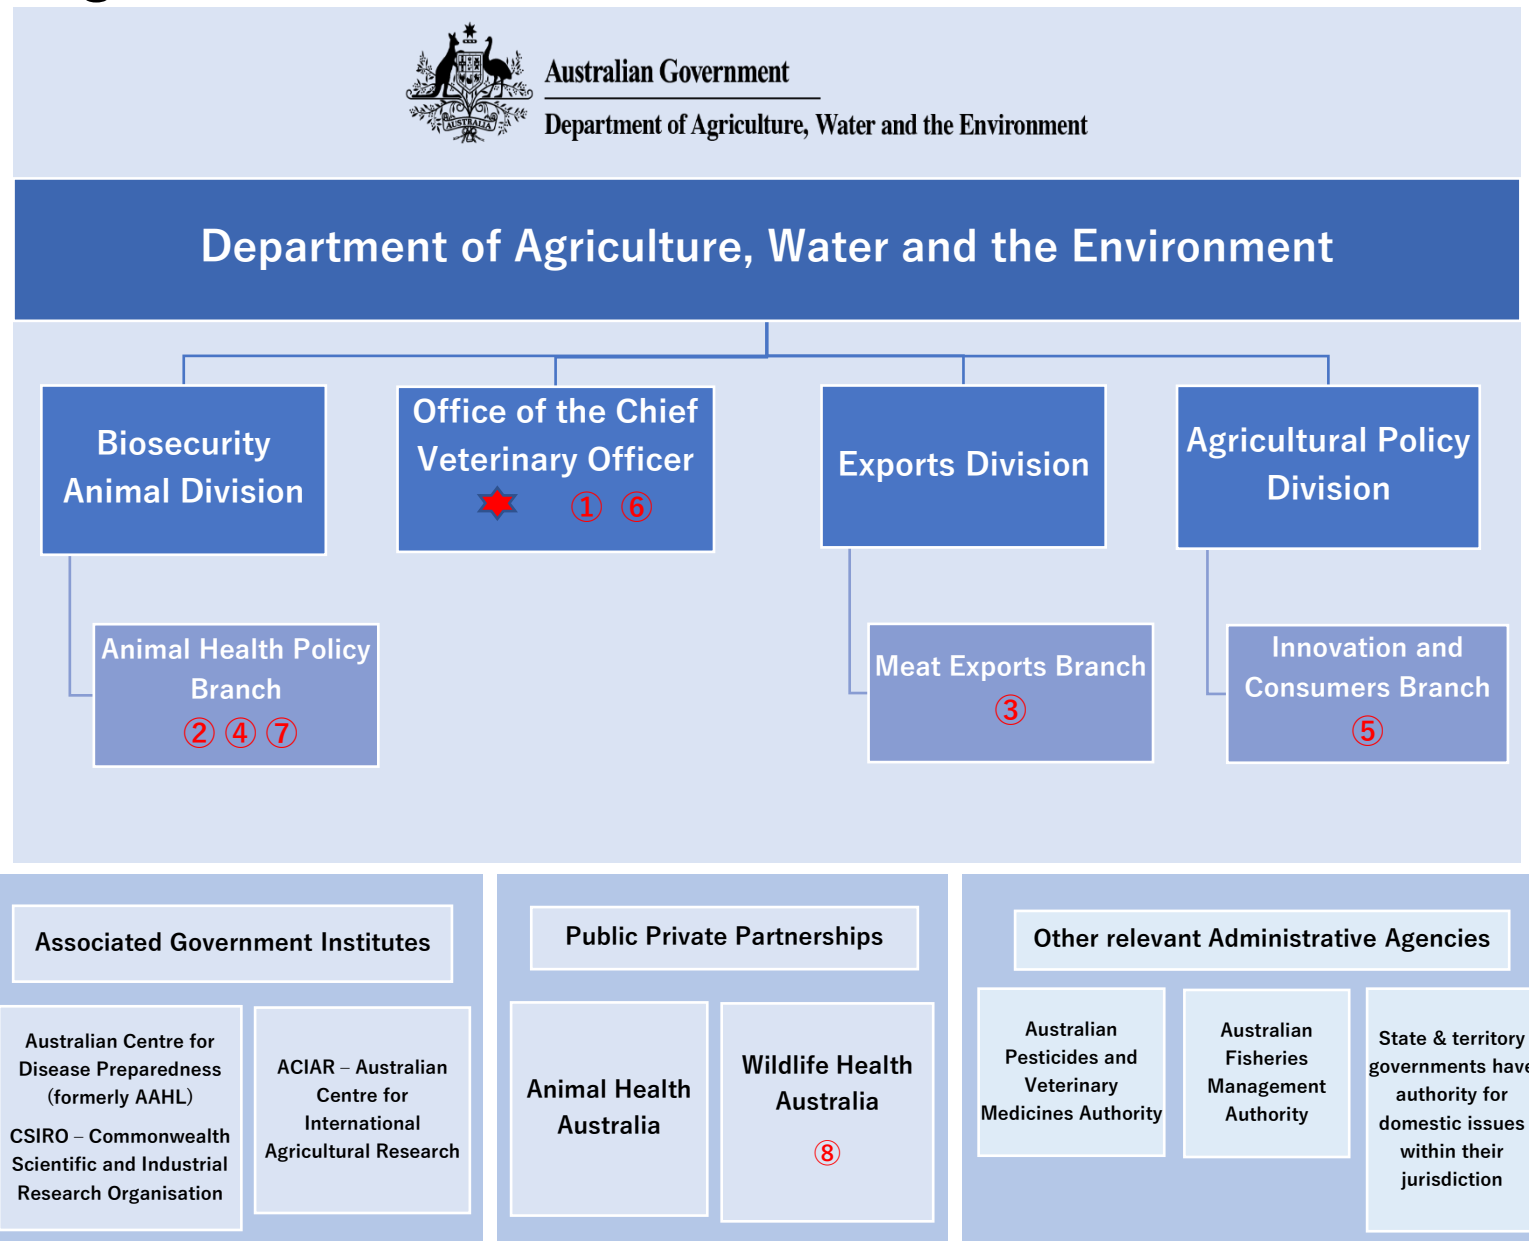 Australian Government
Department of Agriculture, Water and the Environment
AUSTRALIA
Department of Agriculture, Water and the Environment
Biosecurity
Animal Division
Office of the Chief
Veterinary Officer
① ⑥
Exports Division
Agricultural Policy
Division
Animal Health Policy
Branch
② ④ ⑦
Meat Exports Branch
③
Innovation and
Consumers Branch
⑤
Associated Government Institutes
Australian Centre for
Disease Preparedness
(formerly AAHL)
CSIRO – Commonwealth
Scientific and Industrial
Research Organisation
ACIAR – Australian
Centre for
International
Agricultural Research
Public Private Partnerships
Animal Health
Australia
Wildlife Health
Australia
⑧
Other relevant Administrative Agencies
Australian
Pesticides and
Veterinary
Medicines Authority
Australian
Fisheries
Management
Authority
State & territory
governments have
authority for
domestic issues
within their
jurisdiction